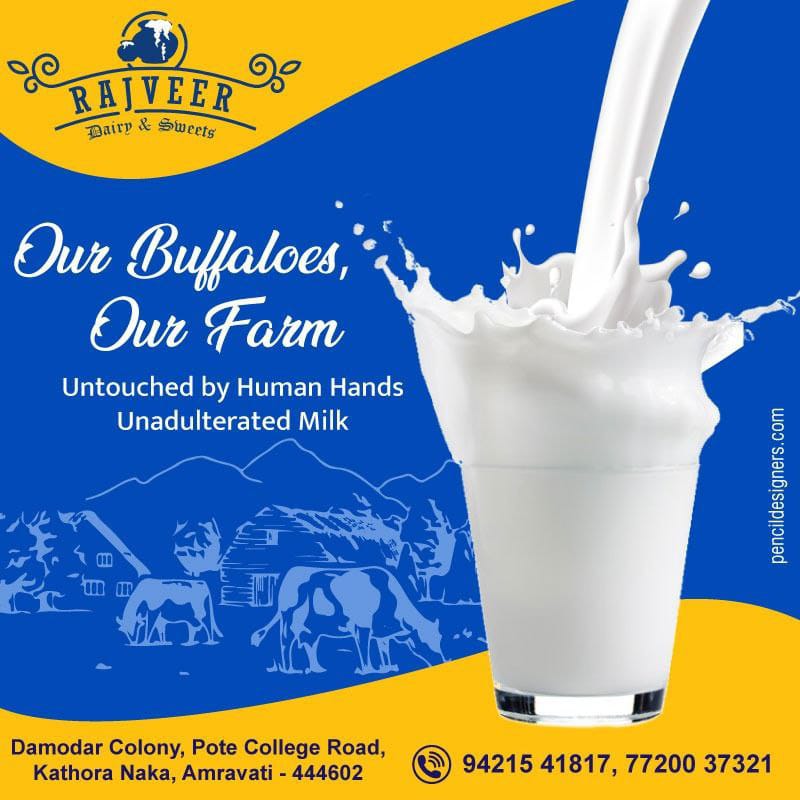 RAJVEER
Dairy & Sweets
Our Buffaloes,
Our Farm
Untouched by Human Hands
Unadulterated Milk
pencildesigners.com
Damodar Colony, Pote College Road,
Kathora Naka, Amravati - 444602
94215 41817, 77200 37321